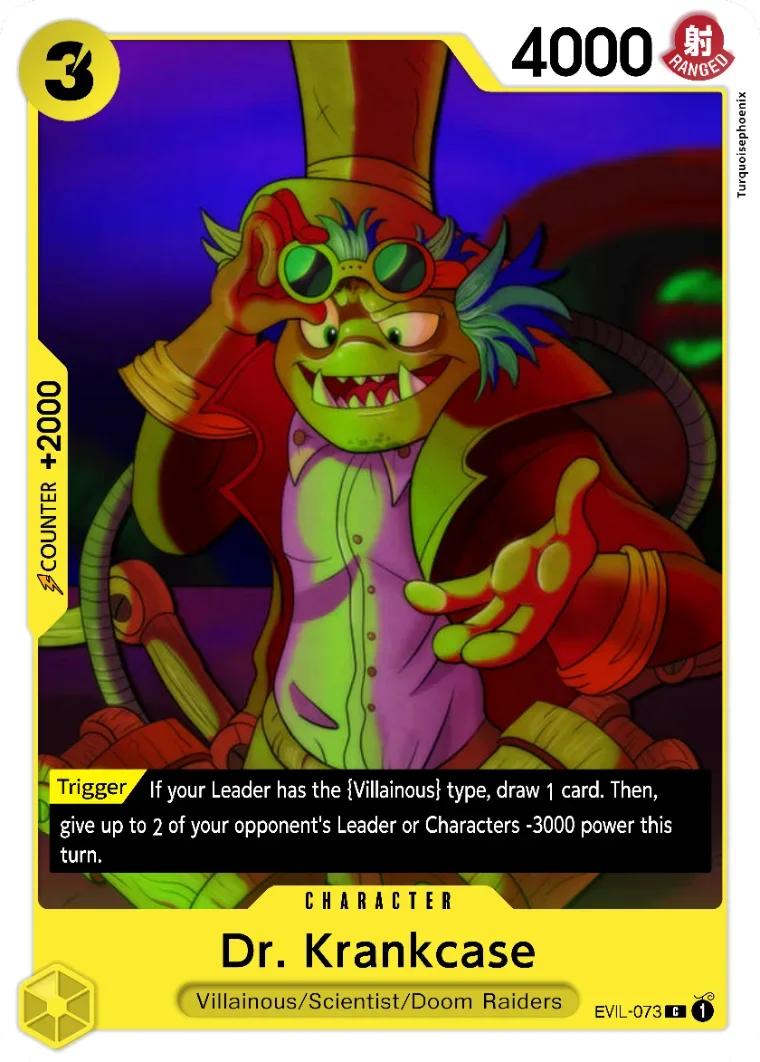 3
4000
射
RANGED
Turquoisephoenix
COUNTER +2000
Trigger If your Leader has the {Villainous} type, draw 1 card. Then,
give up to 2 of your opponent's Leader or Characters -3000 power this
turn.
CHARACTER
Dr. Krankcase
Villainous/Scientist/Doom Raiders
EVIL-073 C 1